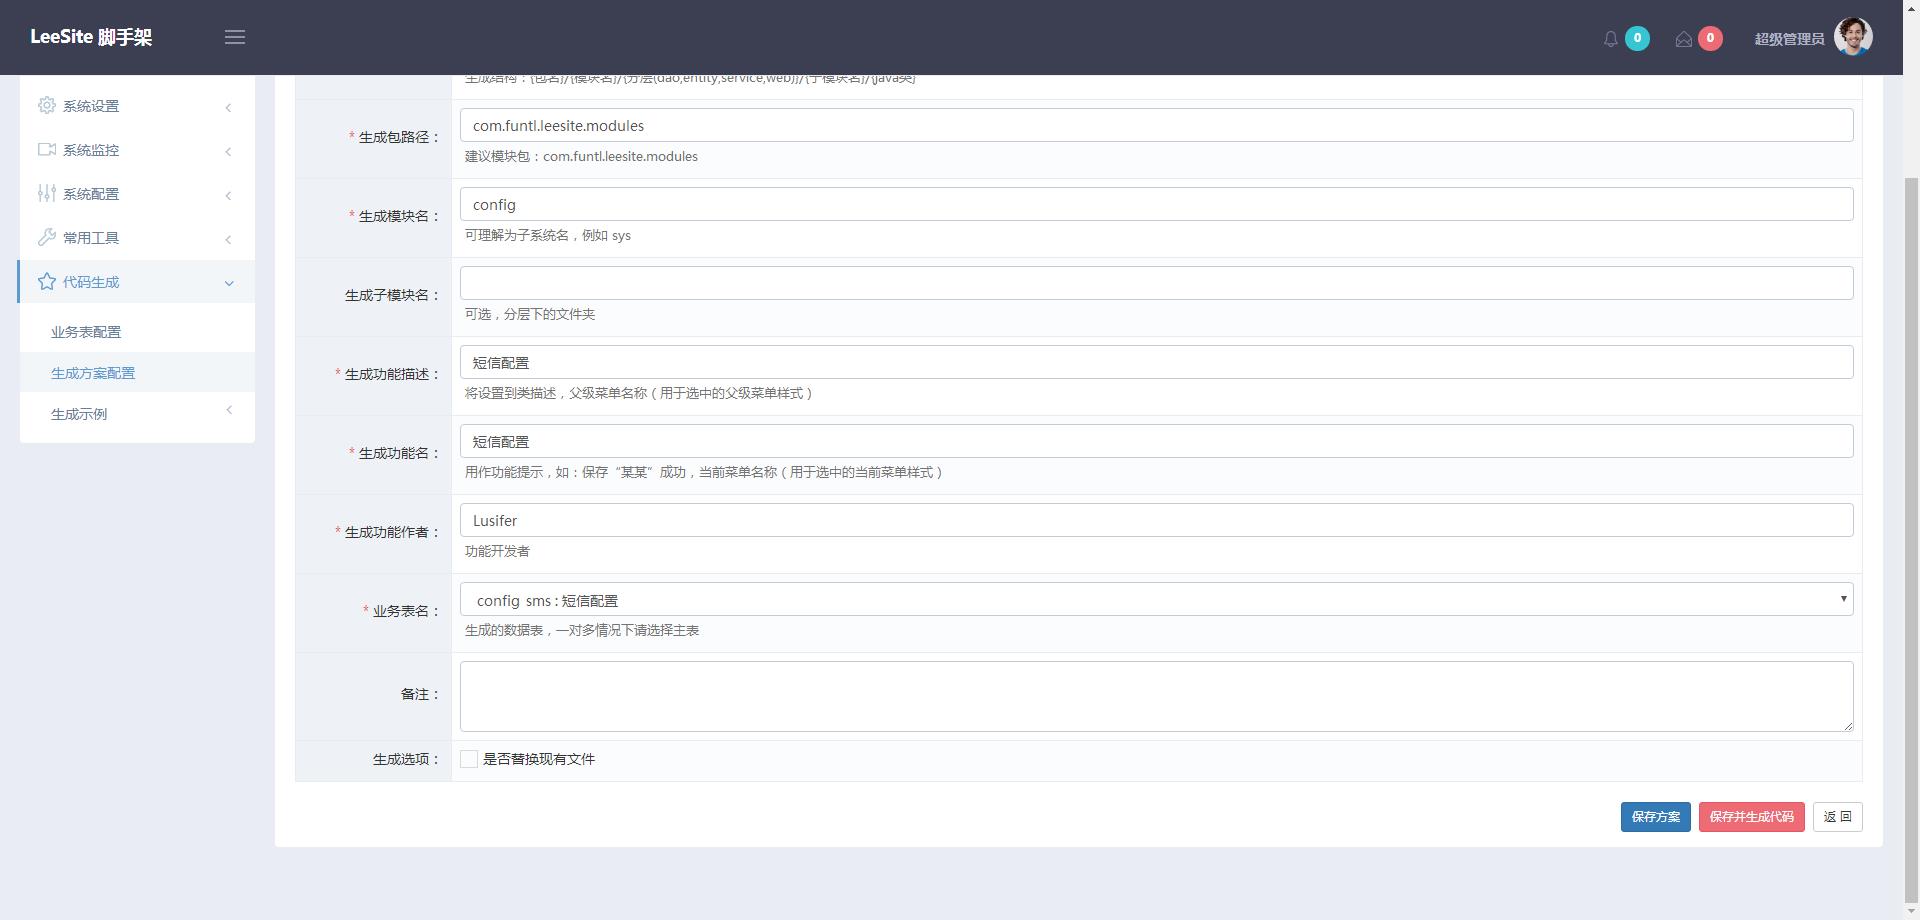 LeeSite 脚手架
0
0
超级管理员
系统设置
系统监控
系统配置
常用工具
代码生成
业务表配置
生成方案配置
生成示例
生成结构：{包名}/{模块名}/{分层(dao,entity,service,web)}/{子模块名}/{java类}
* 生成包路径：
com.funtl.leesite.modules
建议模块包：com.funtl.leesite.modules
* 生成模块名：
config
可理解为子系统名，例如 sys
生成子模块名：
可选，分层下的文件夹
* 生成功能描述：
短信配置
将设置到类描述，父级菜单名称（用于选中的父级菜单样式）
* 生成功能名：
短信配置
用作功能提示，如：保存“某某”成功，当前菜单名称（用于选中的当前菜单样式）
* 生成功能作者：
Lusifer
功能开发者
* 业务表名：
config_sms : 短信配置
生成的数据表，一对多情况下请选择主表
备注：
生成选项：
是否替换现有文件
保存方案
保存并生成代码
返 回